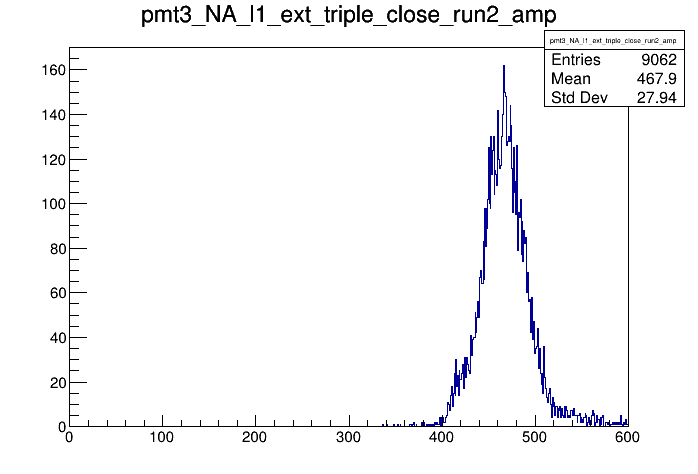 pmt3_NA_l1_ext_triple_close_run2_amp
pmt3_NA_l1_ext_triple_close_run2_amp
Entries 9062
Mean 467.9
Std Dev 27.94
160
140
120
100
80
60
40
20
0
0 100 200 300 400 500 600